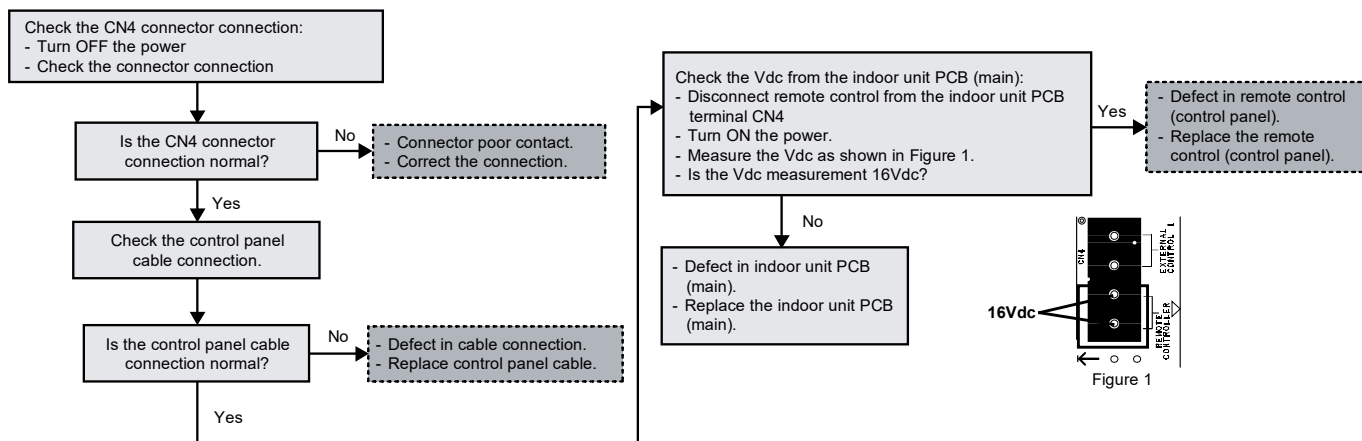 Check the CN4 connector connection:
- Turn OFF the power
- Check the connector connection
Is the CN4 connector
connection normal?
No
- Connector poor contact.
- Correct the connection.
Yes
Check the control panel
cable connection.
Is the control panel cable
connection normal?
No
- Defect in cable connection.
- Replace control panel cable.
Yes
Check the Vdc from the indoor unit PCB (main):
- Disconnect remote control from the indoor unit PCB
terminal CN4
- Turn ON the power.
- Measure the Vdc as shown in Figure 1.
- Is the Vdc measurement 16Vdc?
Yes
- Defect in remote control
(control panel).
- Replace the remote
control (control panel).
No
- Defect in indoor unit PCB
(main).
- Replace the indoor unit PCB
(main).
CN4
EXTERNAL
CONTROL 1
16Vdc
REMOTE
CONTROLLER
Figure 1